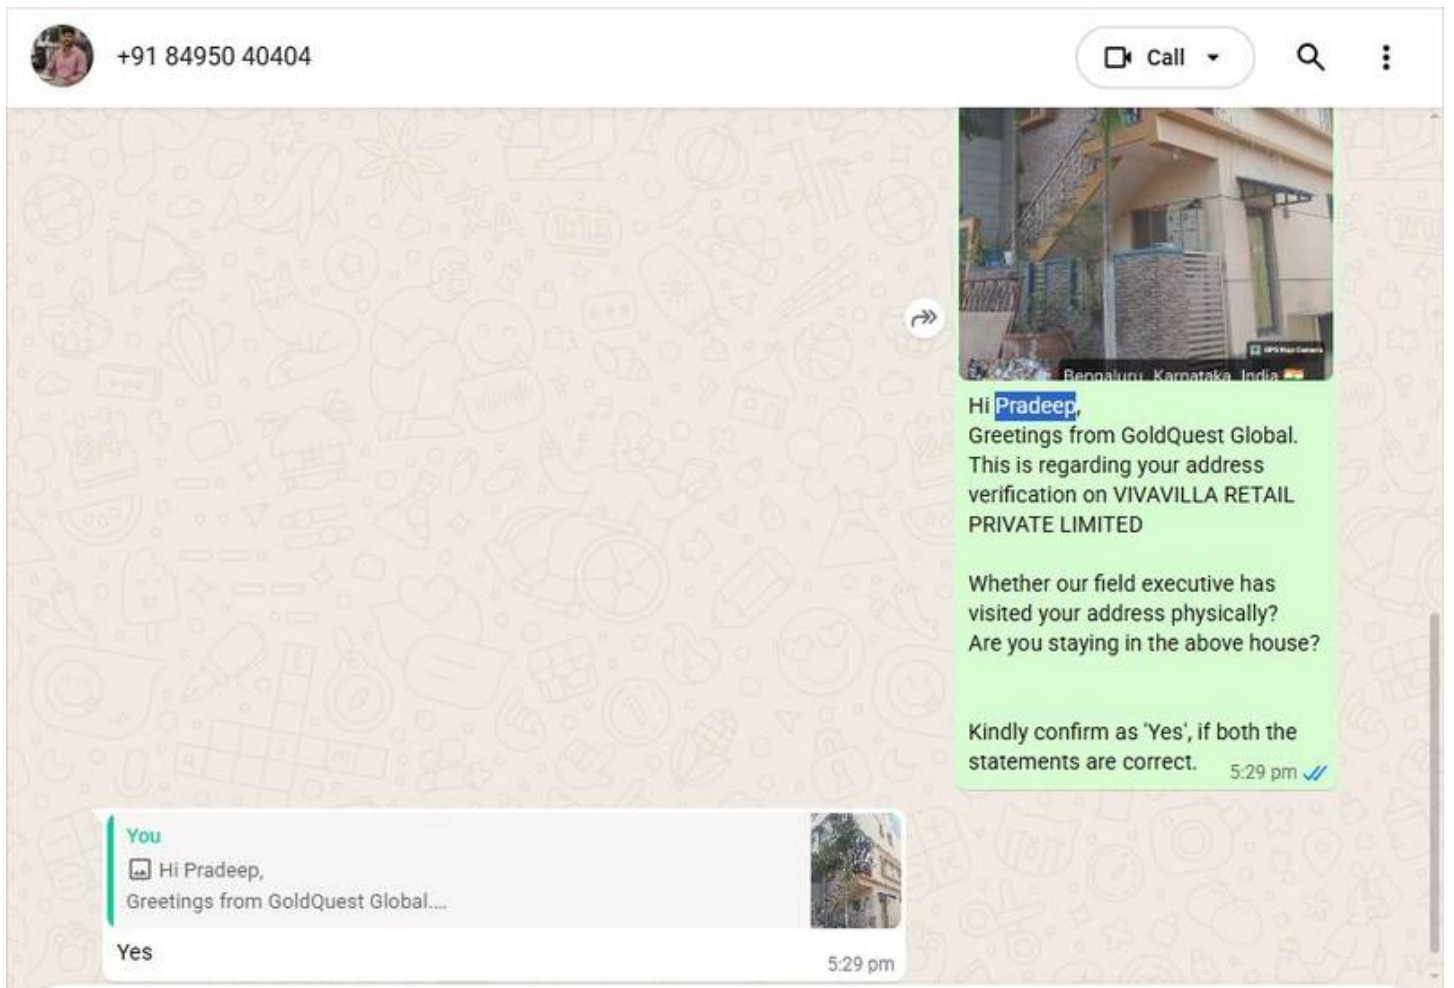 +91 84950 40404
Call
GPS Map Camera
Bengaluru, Karnataka, India
Hi Pradeep,
Greetings from GoldQuest Global.
This is regarding your address
verification on VIVAVILLA RETAIL
PRIVATE LIMITED
Whether our field executive has
visited your address physically?
Are you staying in the above house?
Kindly confirm as 'Yes', if both the
statements are correct.
5:29 pm
You
Hi Pradeep,
Greetings from GoldQuest Global....
Yes
5:29 pm